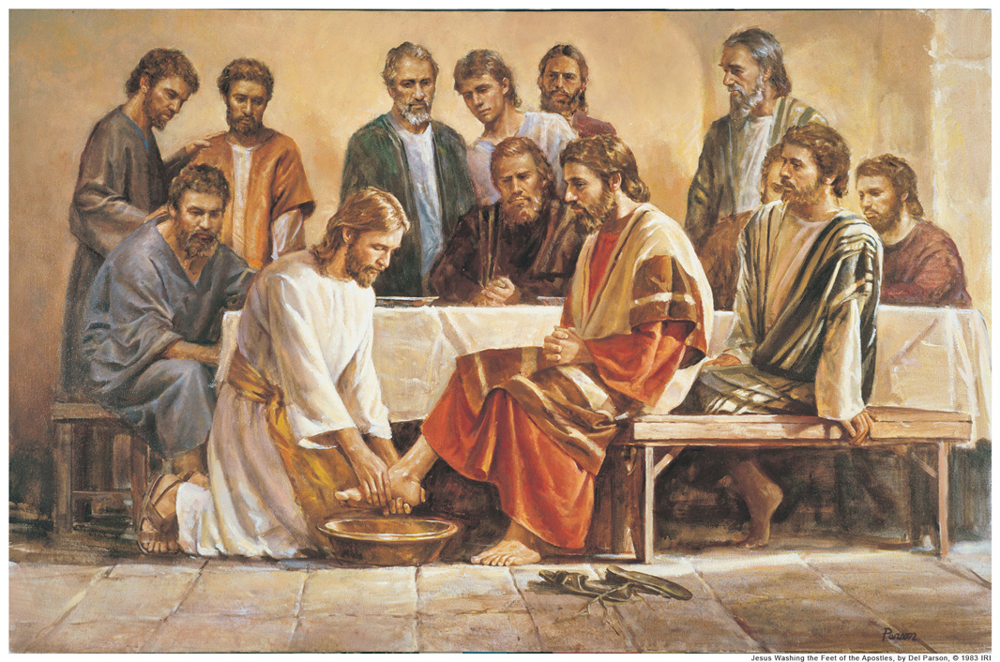 Parson
Jesus Washing the Feet of the Apostles, by Del Parson, © 1983 IRI